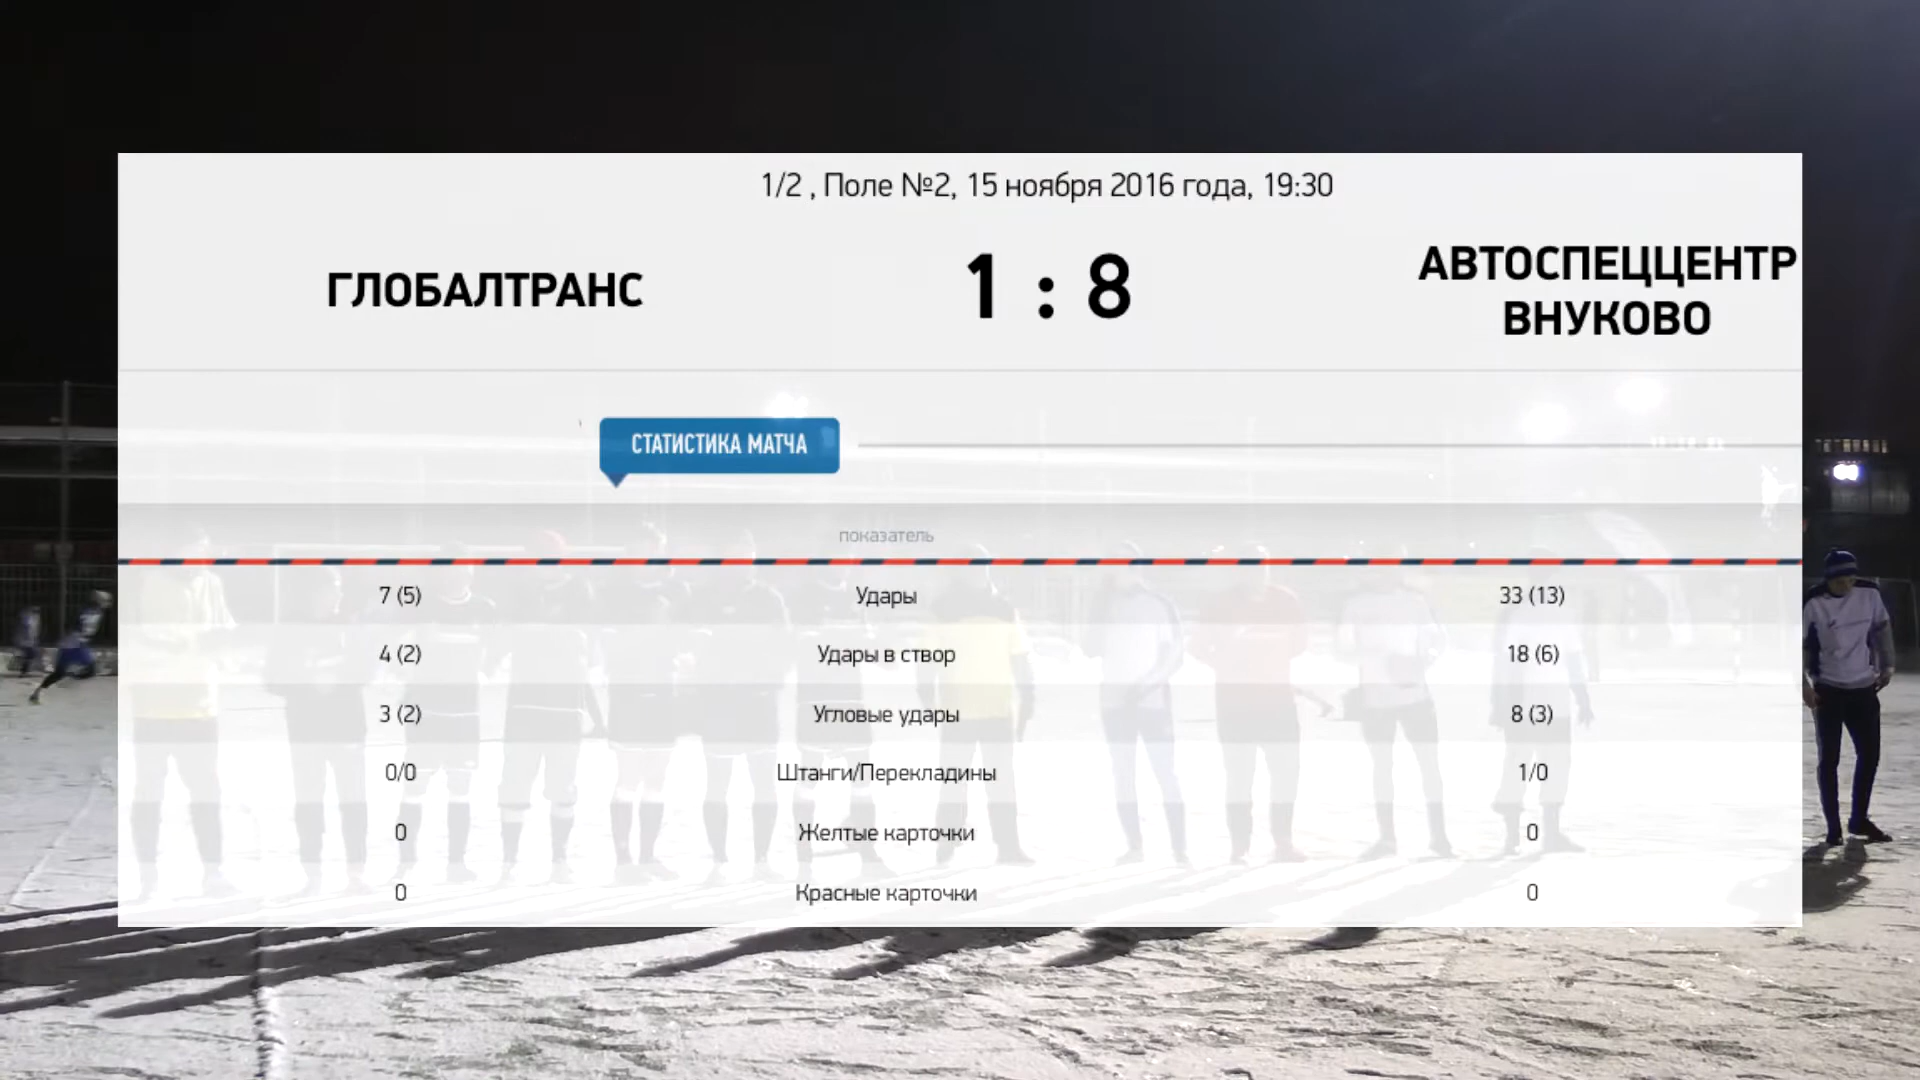 1/2 , Поле №2, 15 ноября 2016 года, 19:30
ГЛОБАЛТРАНС
1 : 8
АВТОСПЕЦЦЕНТР
ВНУКОВО
СТАТИСТИКА МАТЧА
показатель
7 (5) Удары 33 (13)
4 (2) Удары в створ 18 (6)
3 (2) Угловые удары 8 (3)
0/0 Штанги/Перекладины 1/0
0 Желтые карточки 0
0 Красные карточки 0